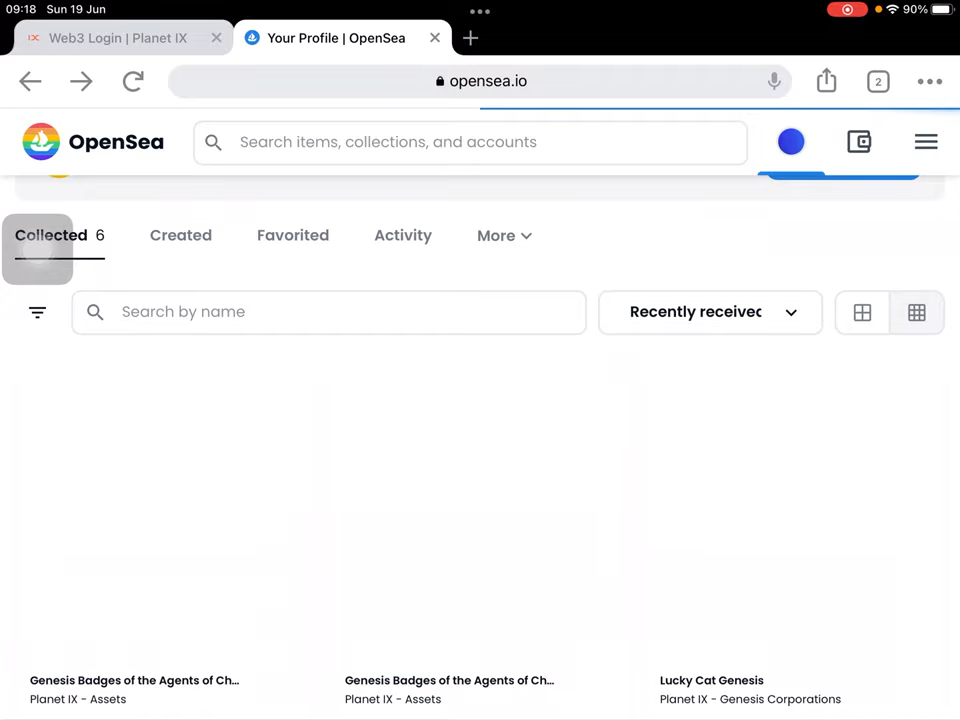 09:18 Sun 19 Jun
90%
Web3 Login | Planet IX
Your Profile | OpenSea
opensea.io
2
OpenSea
Search items, collections, and accounts
Collected 6
Created
Favorited
Activity
More
Search by name
Recently received
Genesis Badges of the Agents of Ch...
Genesis Badges of the Agents of Ch...
Lucky Cat Genesis
Planet IX - Assets
Planet IX - Assets
Planet IX - Genesis Corporations